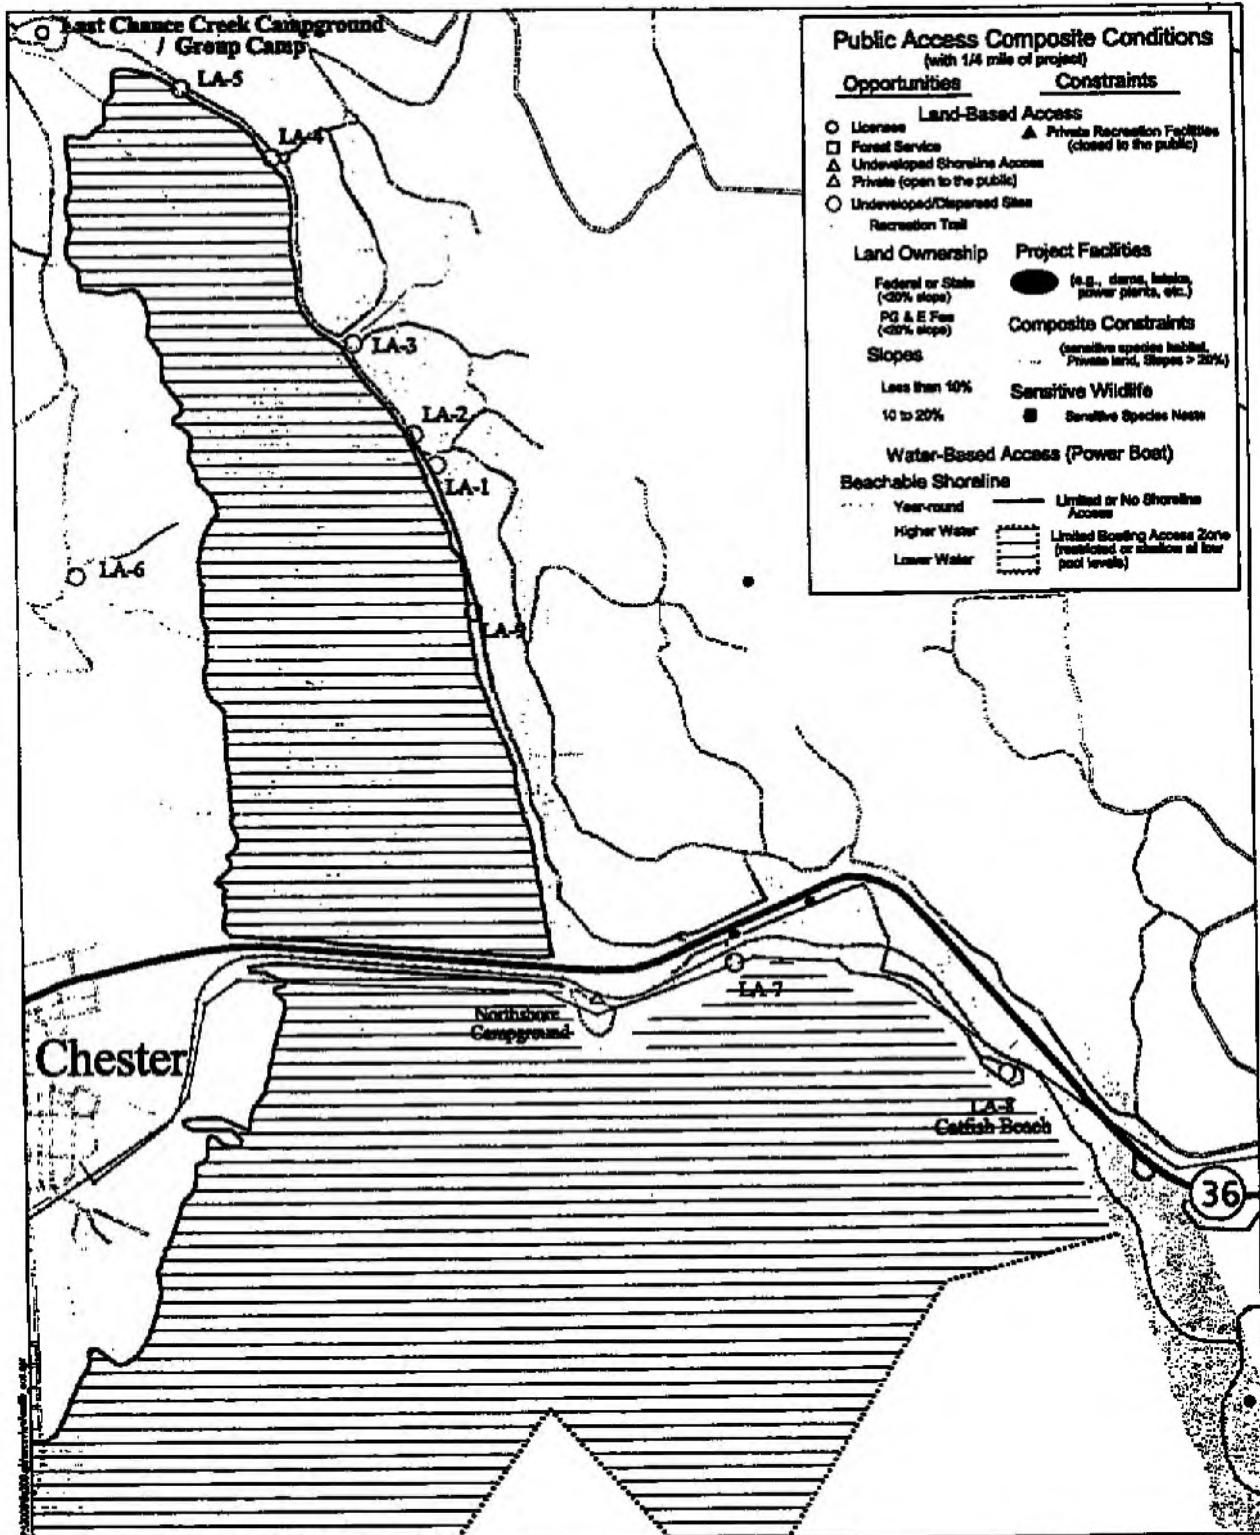 Last Chance Creek Campground
/ Group Camp
LA-5
LA-4
LA-3
LA-2
LA-1
LA-6
LA-9
Chester
Northshore
Campground
LA-7
LA-8
Catfish Beach
36
Public Access Composite Conditions
(with 1/4 mile of project)
Opportunities
Constraints
Land-Based Access
Licensee
Forest Service
Undeveloped Shoreline Access
Private (open to the public)
Undeveloped/Dispersed Sites
Recreation Trail
Private Recreation Facilities
(closed to the public)
Land Ownership
Federal or State
(<20% slope)
PG & E Fee
(<20% slope)
Slopes
Less than 10%
10 to 20%
Project Facilities
(e.g., dams, intakes,
power plants, etc.)
Composite Constraints
(sensitive species habitat,
Private land, Slopes > 20%)
Sensitive Wildlife
Sensitive Species Nests
Water-Based Access (Power Boat)
Beachable Shoreline
Year-round
Higher Water
Lower Water
Limited or No Shoreline
Access
Limited Boating Access Zone
(restricted or shallow at low
pool levels)